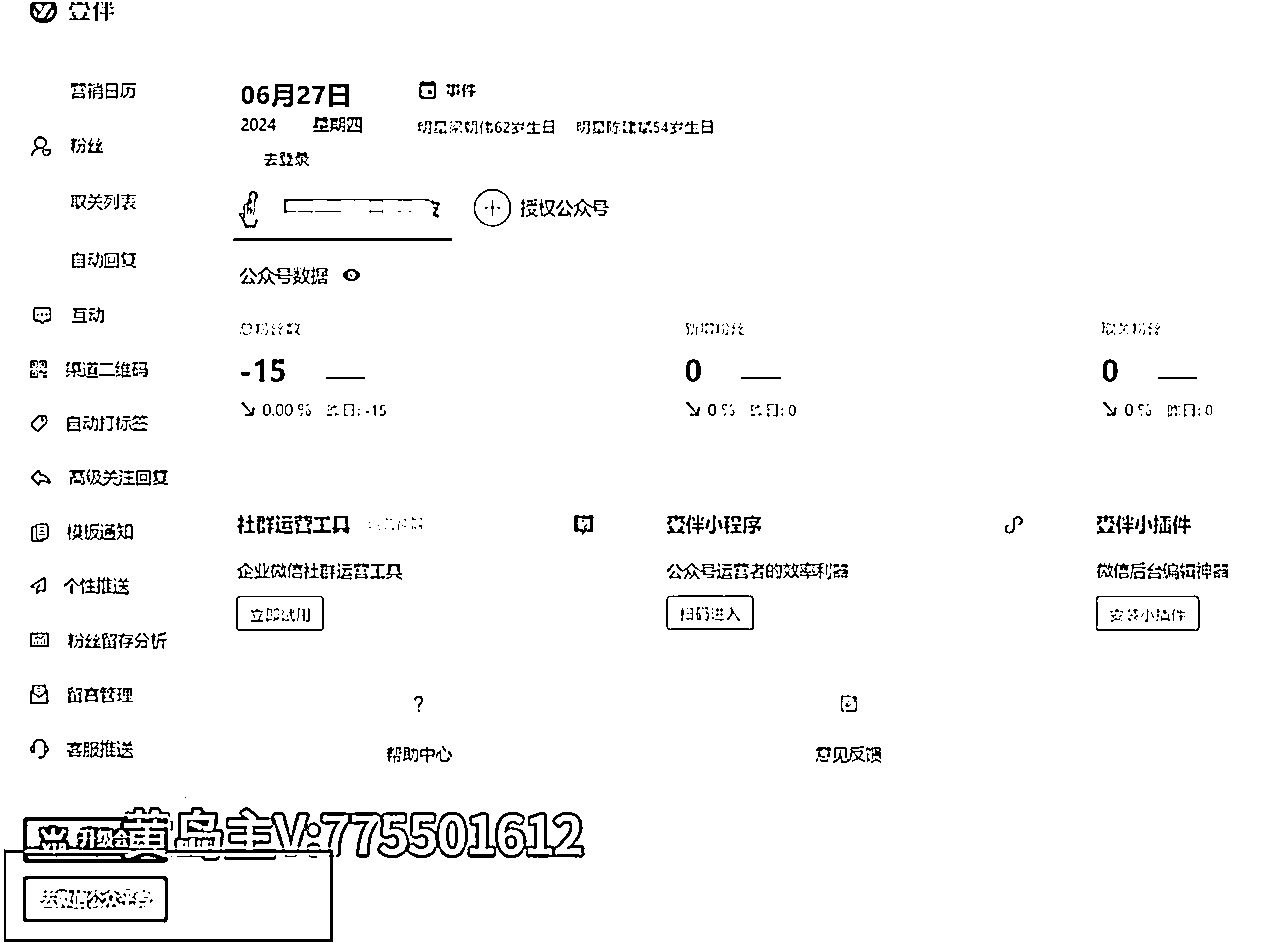 壹伴
营销日历
06月27日
事件
2024 星期四
明星梁朝伟62岁生日 明星陈建斌54岁生日
粉丝
去登录
取关列表
授权公众号
自动回复
公众号数据
互动
总粉丝数
新增粉丝
取关粉丝
-15
0
0
渠道二维码
0.00 % 昨日: -15
0 % 昨日: 0
0 % 昨日: 0
自动打标签
高级关注回复
模版通知
社群运营工具
壹伴小程序
壹伴小插件
企业微信社群运营工具
公众号运营者的效率利器
微信后台编辑神器
个性推送
立即试用
扫码进入
安装小插件
粉丝留存分析
留言管理
?
客服推送
帮助中心
意见反馈
升级会
黄岛主V:775501612
去微信公众平台